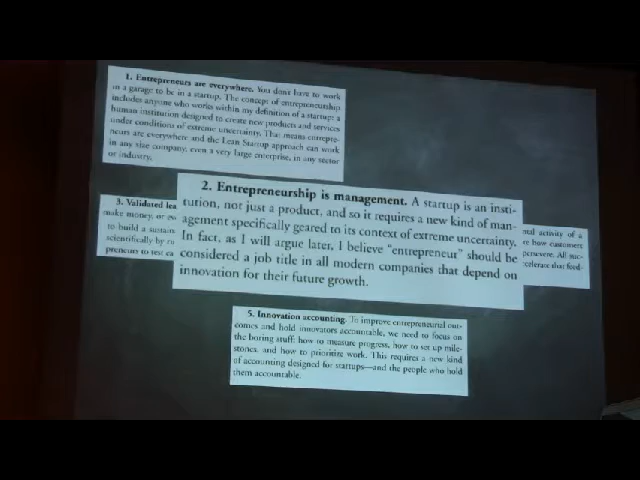 1. Entrepreneurs are everywhere. You don't have to work
in a garage to be in a startup. The concept of entrepreneurship
includes anyone who works within my definition of a startup: a
human institution designed to create new products and services
under conditions of extreme uncertainty. That means entrepre-
neurs are everywhere and the Lean Startup approach can work
in any size company, even a very large enterprise, in any sector
or industry.
2. Entrepreneurship is management. A startup is an insti-
tution, not just a product, and so it requires a new kind of man-
agement specifically geared to its context of extreme uncertainty.
In fact, as I will argue later, I believe "entrepreneur" should be
considered a job title in all modern companies that depend on
innovation for their future growth.
3. Validated lea
make money, or
to build a sustain
scientifically by
preneurs to test
activity of a
how customers
persevere. All suc-
celerate that feed-
5. Innovation accounting. To improve entrepreneurial out-
comes and hold innovators accountable, we need to focus on
the boring stuff: how to measure progress, how to set up mile-
stones, and how to prioritize work. This requires a new kind
of accounting designed for startups—and the people who hold
them accountable.